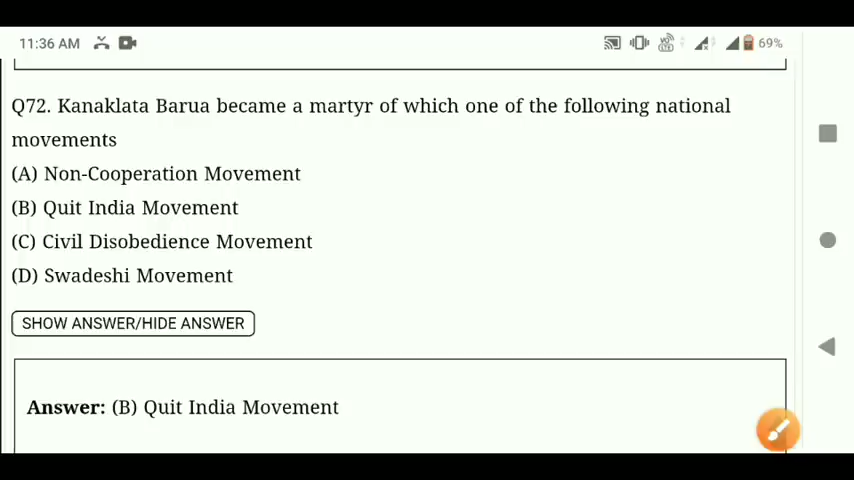 11:36 AM 69%
Q72. Kanaklata Barua became a martyr of which one of the following national
movements
(A) Non-Cooperation Movement
(B) Quit India Movement
(C) Civil Disobedience Movement
(D) Swadeshi Movement
SHOW ANSWER/HIDE ANSWER
Answer: (B) Quit India Movement